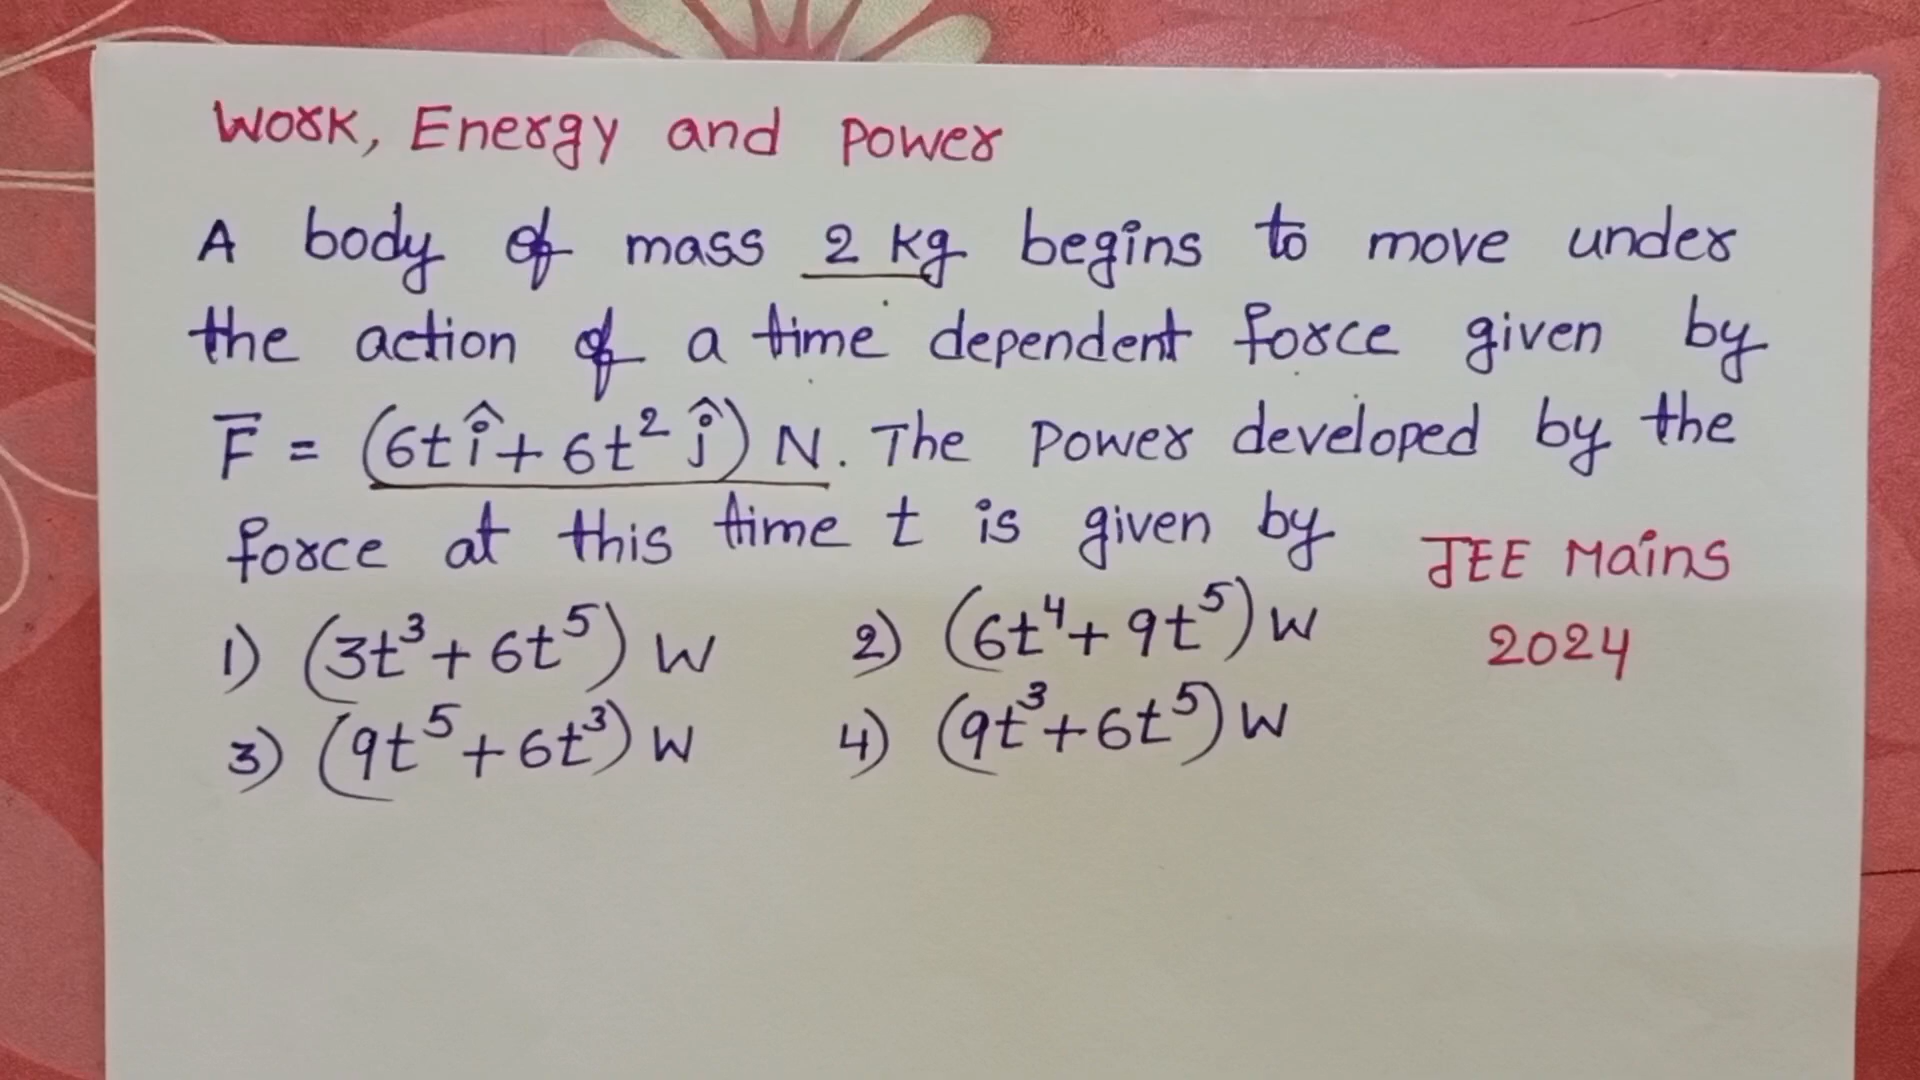 Work, Energy and Power
A body of mass 2 kg begins to move under
the action of a time dependent force given by
F̅ = (6t î + 6t² ĵ) N. The Power developed by the
force at this time t is given by
JEE Mains
2024
1) (3t³ + 6t⁵) W 2) (6t⁴ + 9t⁵) W
3) (9t⁵ + 6t³) W 4) (9t³ + 6t⁵) W